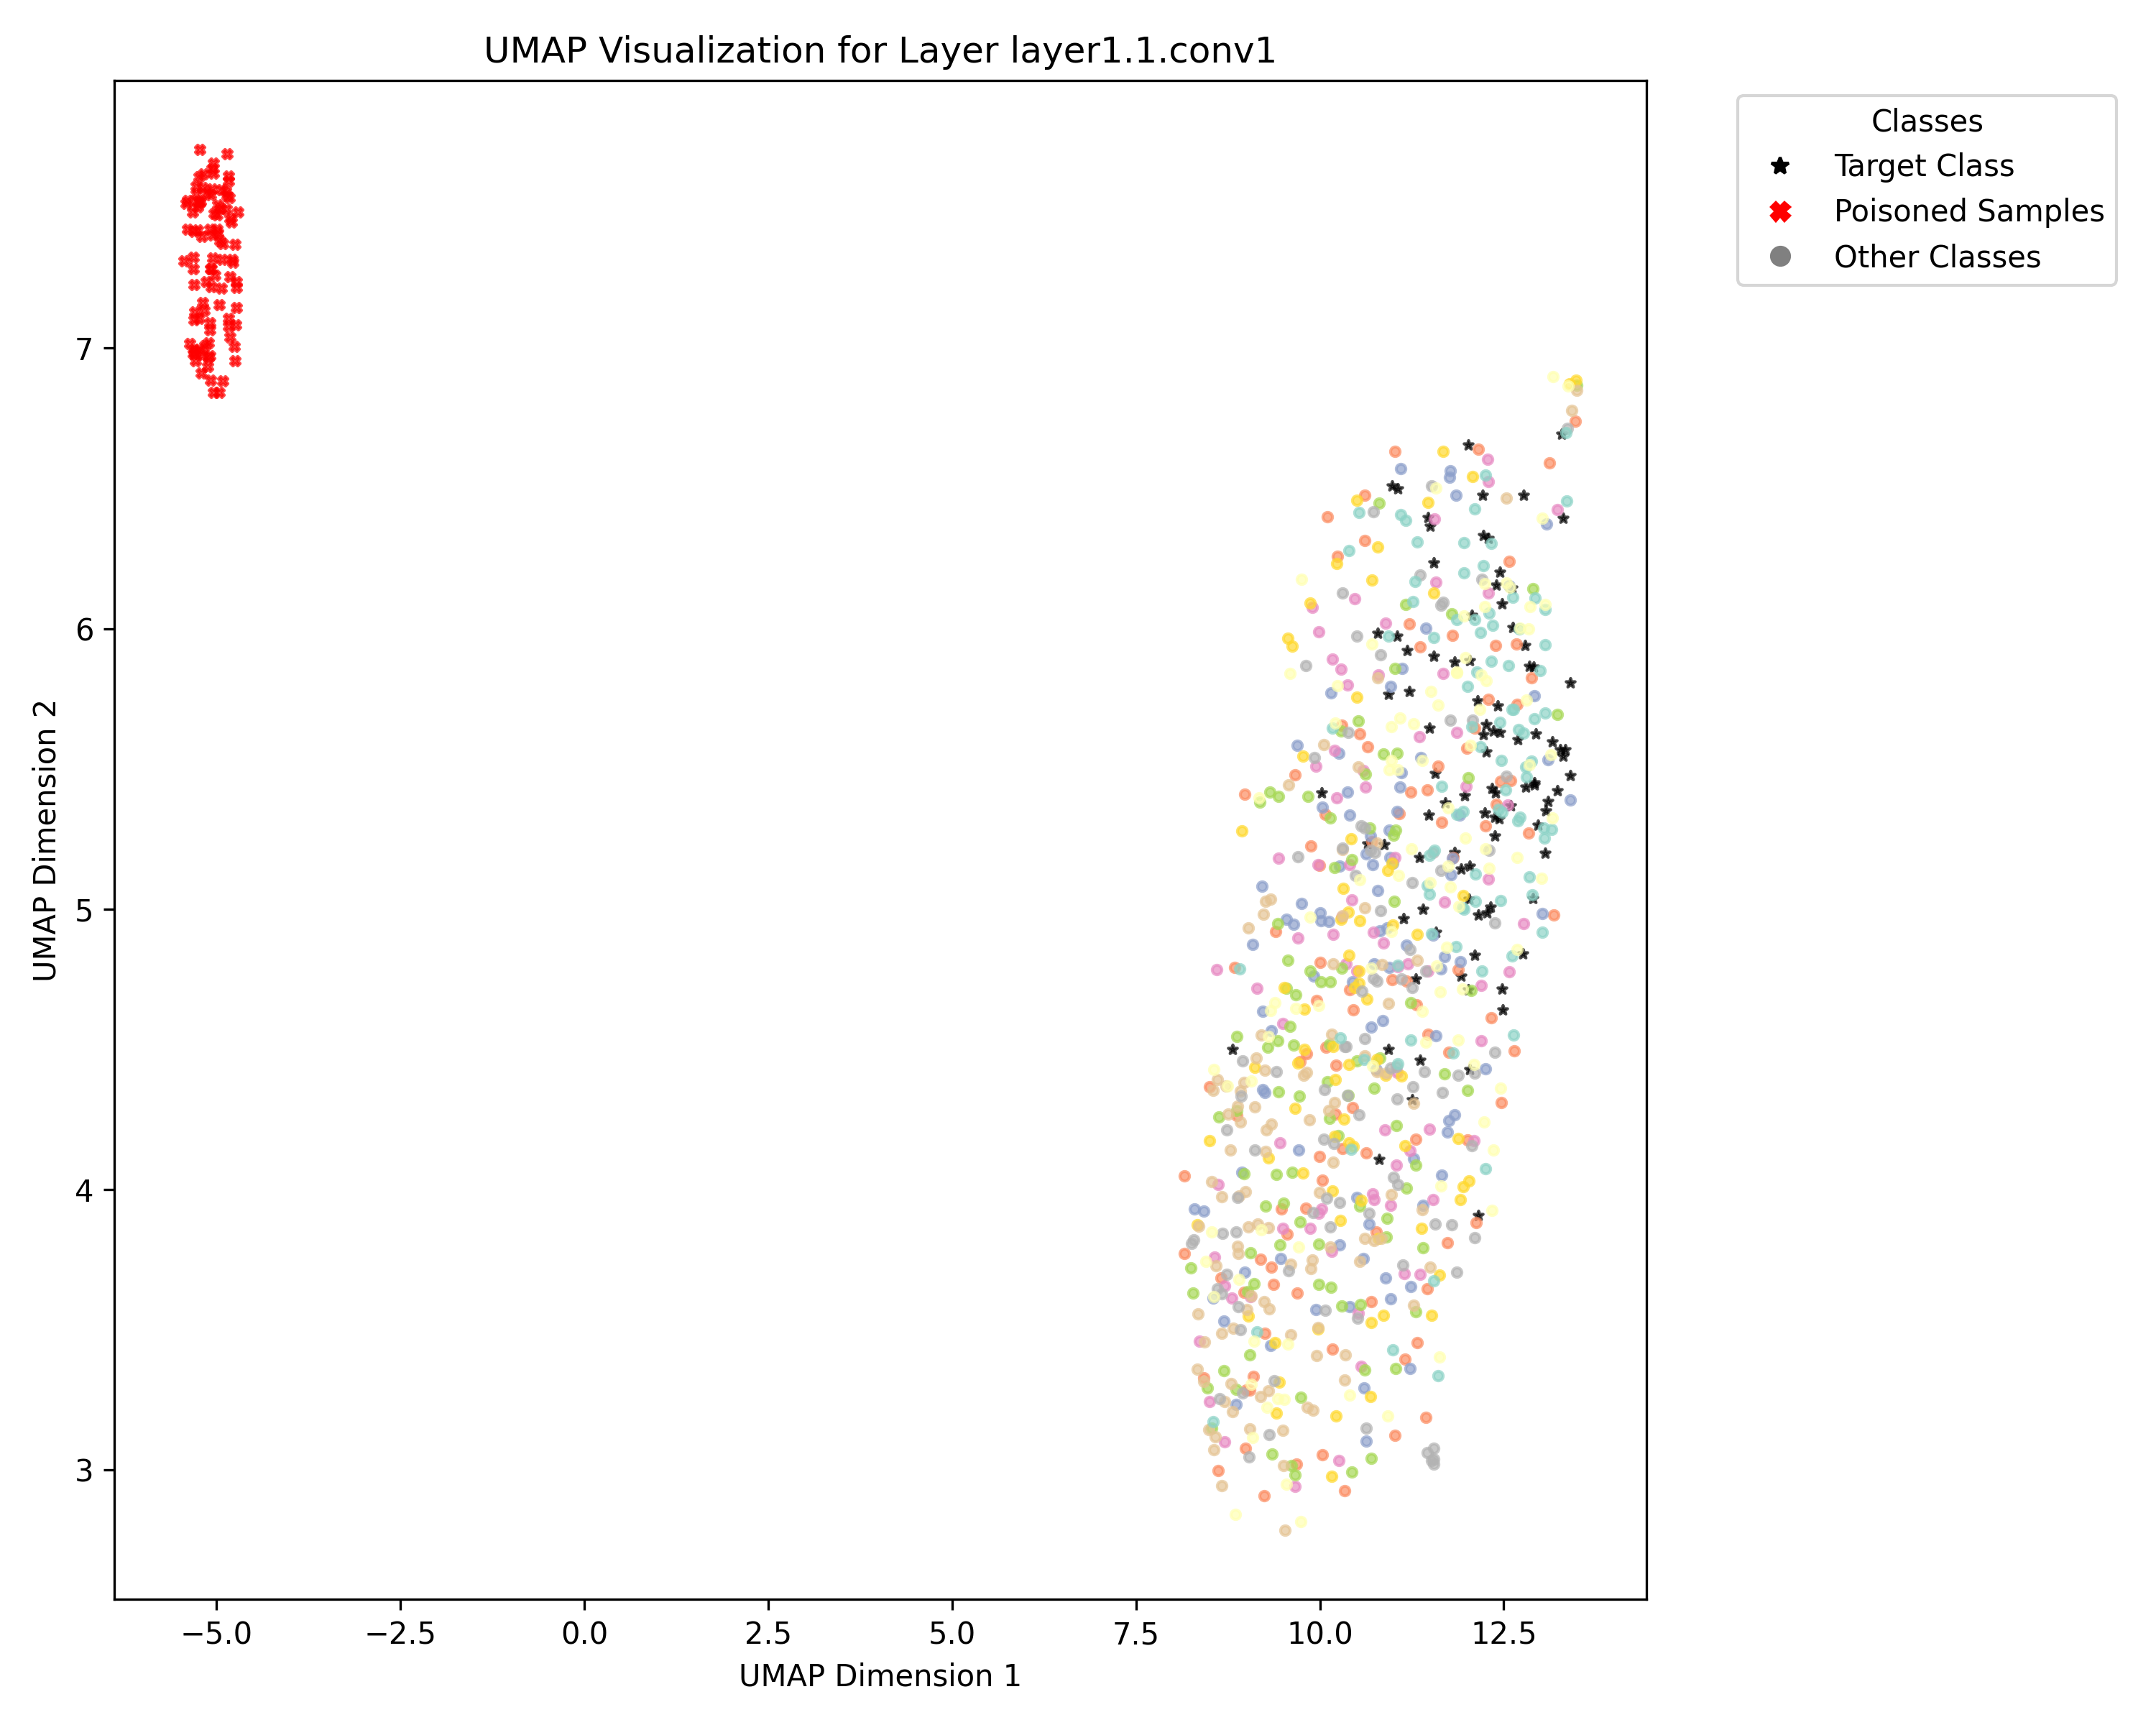 UMAP Visualization for Layer layer1.1.conv1
Classes
Target Class
Poisoned Samples
Other Classes
7
6
5
4
3
UMAP Dimension 2
−5.0
−2.5
0.0
2.5
5.0
7.5
10.0
12.5
UMAP Dimension 1